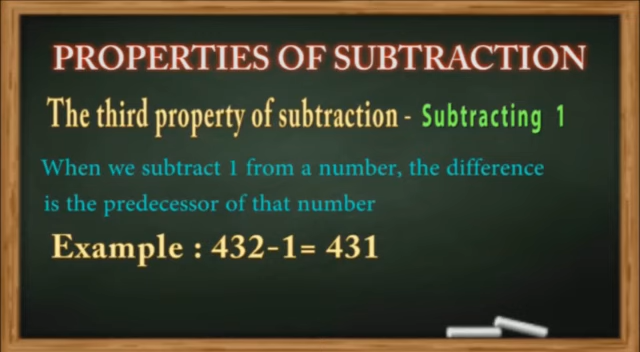 PROPERTIES OF SUBTRACTION
The third property of subtraction - Subtracting 1
When we subtract 1 from a number, the difference
is the predecessor of that number
Example : 432-1= 431